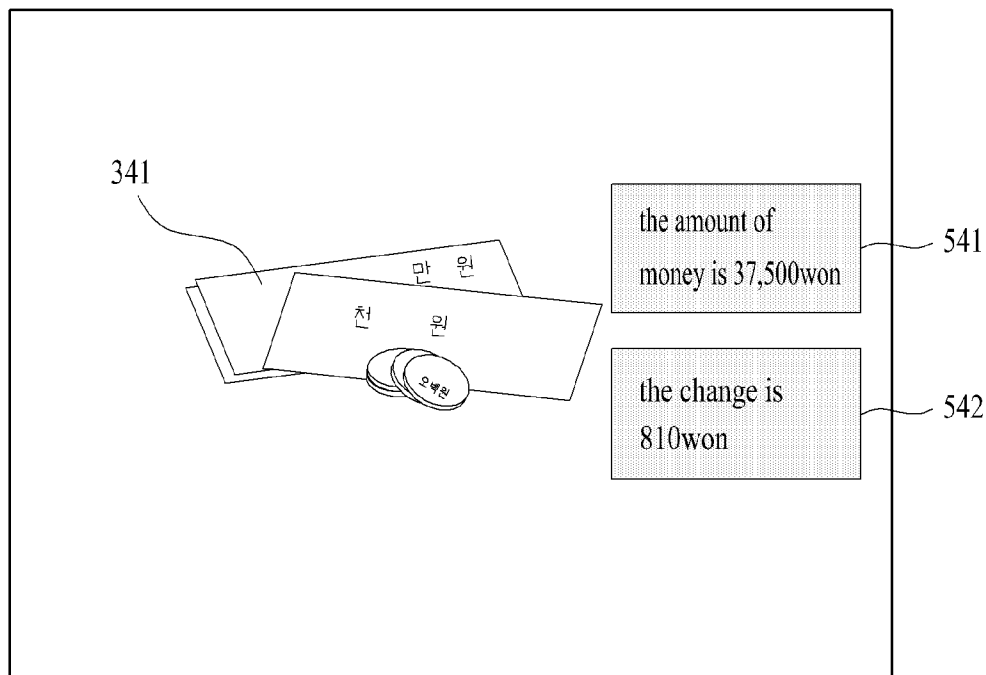 341
만 원
천 원
오백원
the amount of
money is 37,500won
541
the change is
810won
542